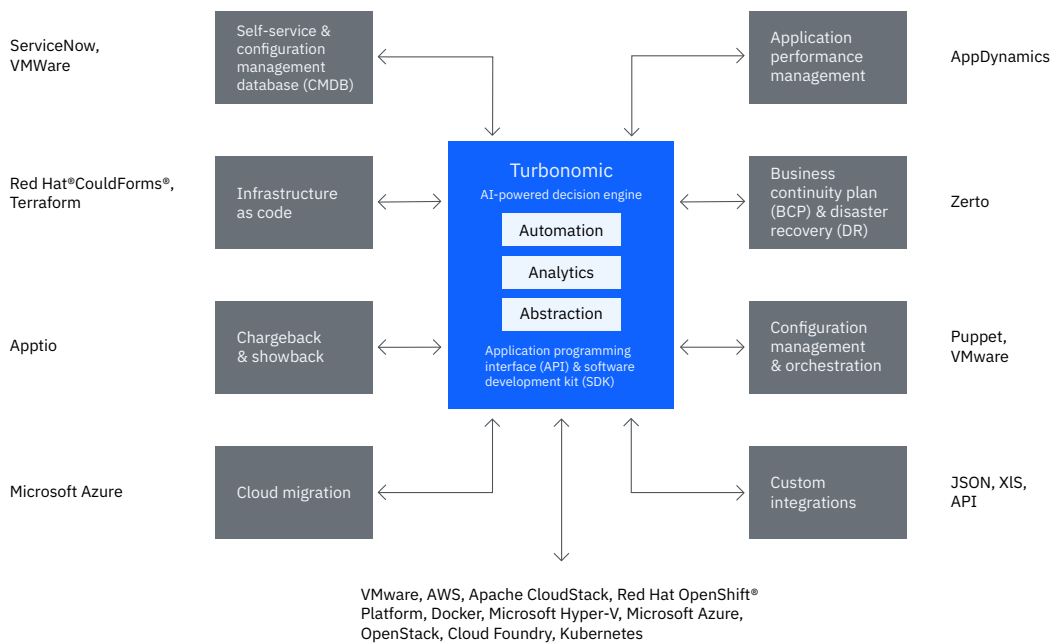 ServiceNow,
VMWare
Self-service &
configuration
management
database (CMDB)
Application
performance
management
AppDynamics
Red Hat®CouldForms®,
Terraform
Infrastructure
as code
Turbonomic
AI-powered decision engine
Automation
Analytics
Abstraction
Application programming
interface (API) & software
development kit (SDK)
Business
continuity plan
(BCP) & disaster
recovery (DR)
Zerto
Apptio
Chargeback
& showback
Configuration
management
& orchestration
Puppet,
VMware
Microsoft Azure
Cloud migration
Custom
integrations
JSON, XlS,
API
VMware, AWS, Apache CloudStack, Red Hat OpenShift®
Platform, Docker, Microsoft Hyper-V, Microsoft Azure,
OpenStack, Cloud Foundry, Kubernetes